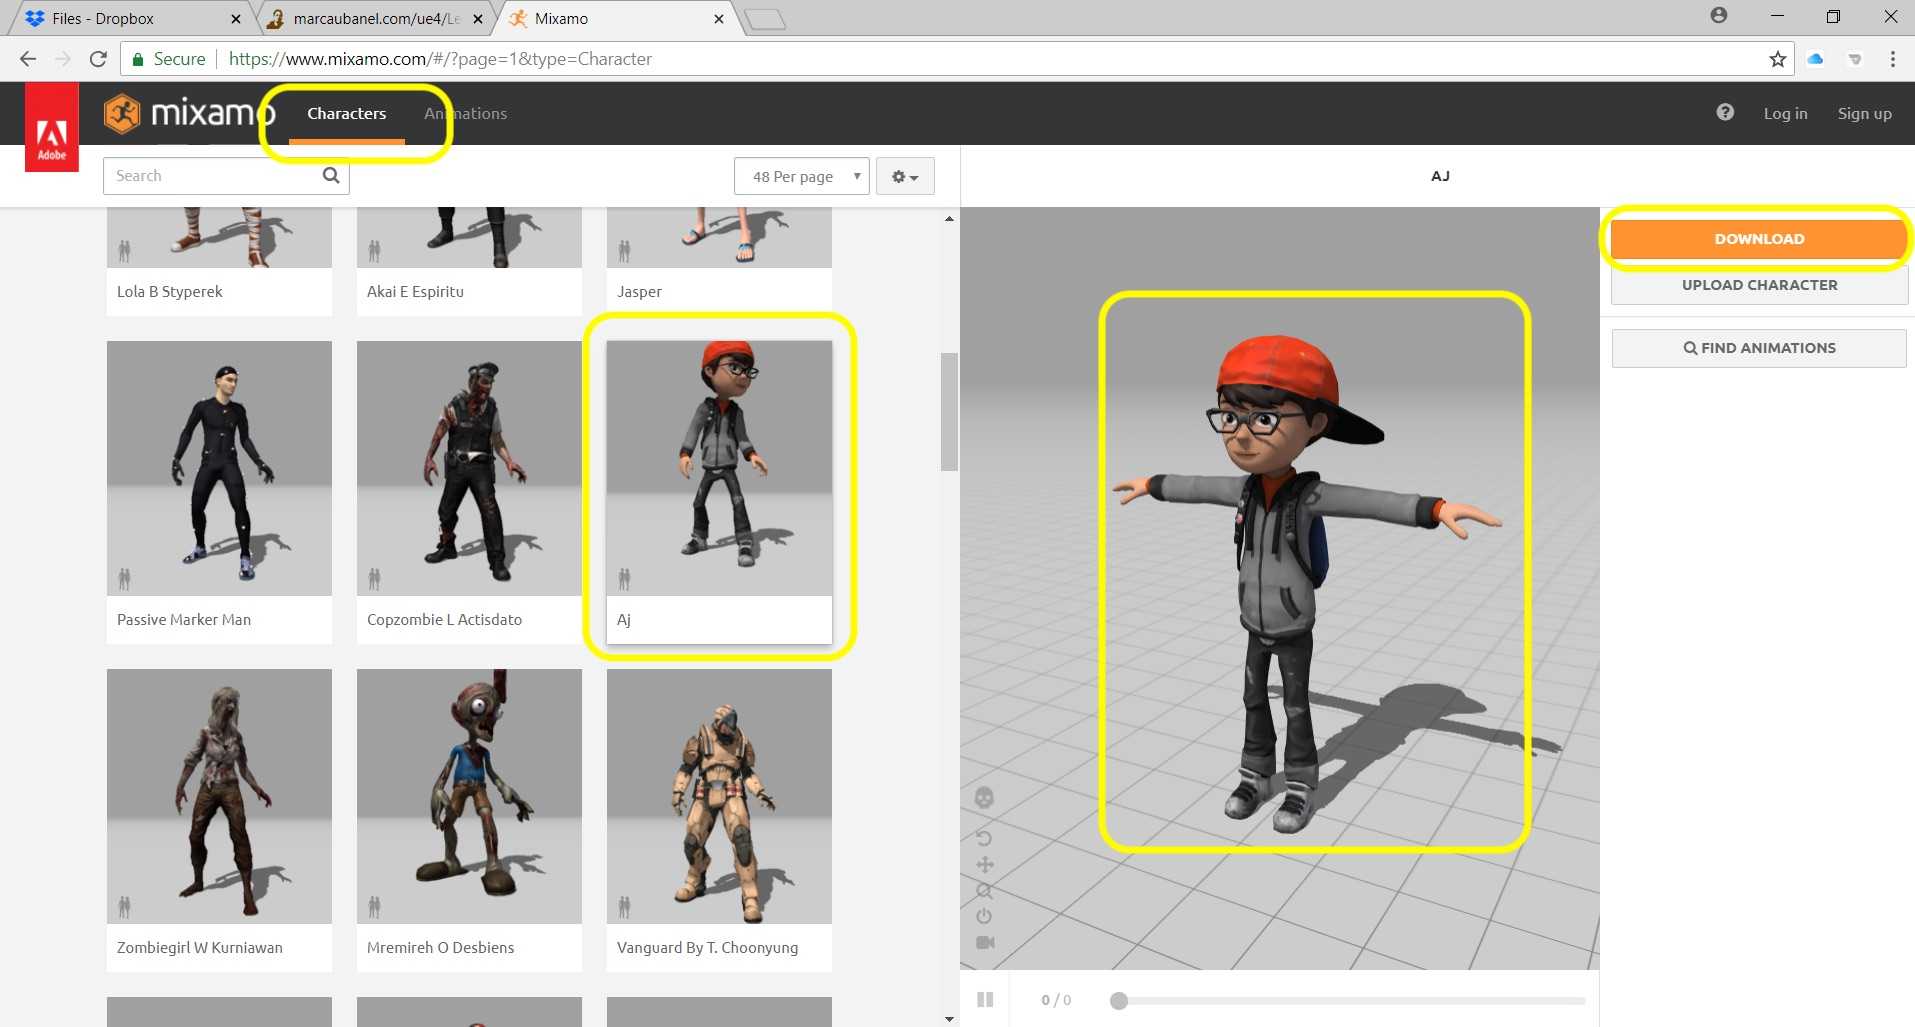 Files - Dropbox
marcaubanel.com/ue4/Le
Mixamo
Secure
https://www.mixamo.com/#/?page=1&type=Character
Adobe
mixamo
Characters
Animations
Log in
Sign up
Search
48 Per page
AJ
DOWNLOAD
UPLOAD CHARACTER
FIND ANIMATIONS
Lola B Styperek
Akai E Espiritu
Jasper
Passive Marker Man
Copzombie L Actisdato
Aj
Zombiegirl W Kurniawan
Mremireh O Desbiens
Vanguard By T. Choonyung
0 / 0